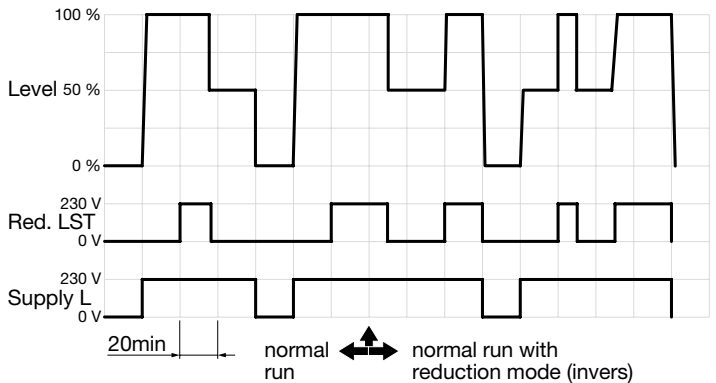 100 %
Level 50 %
0 %
230 V
Red. LST
0 V
230 V
Supply L
0 V
20min
normal run
normal run with
reduction mode (invers)